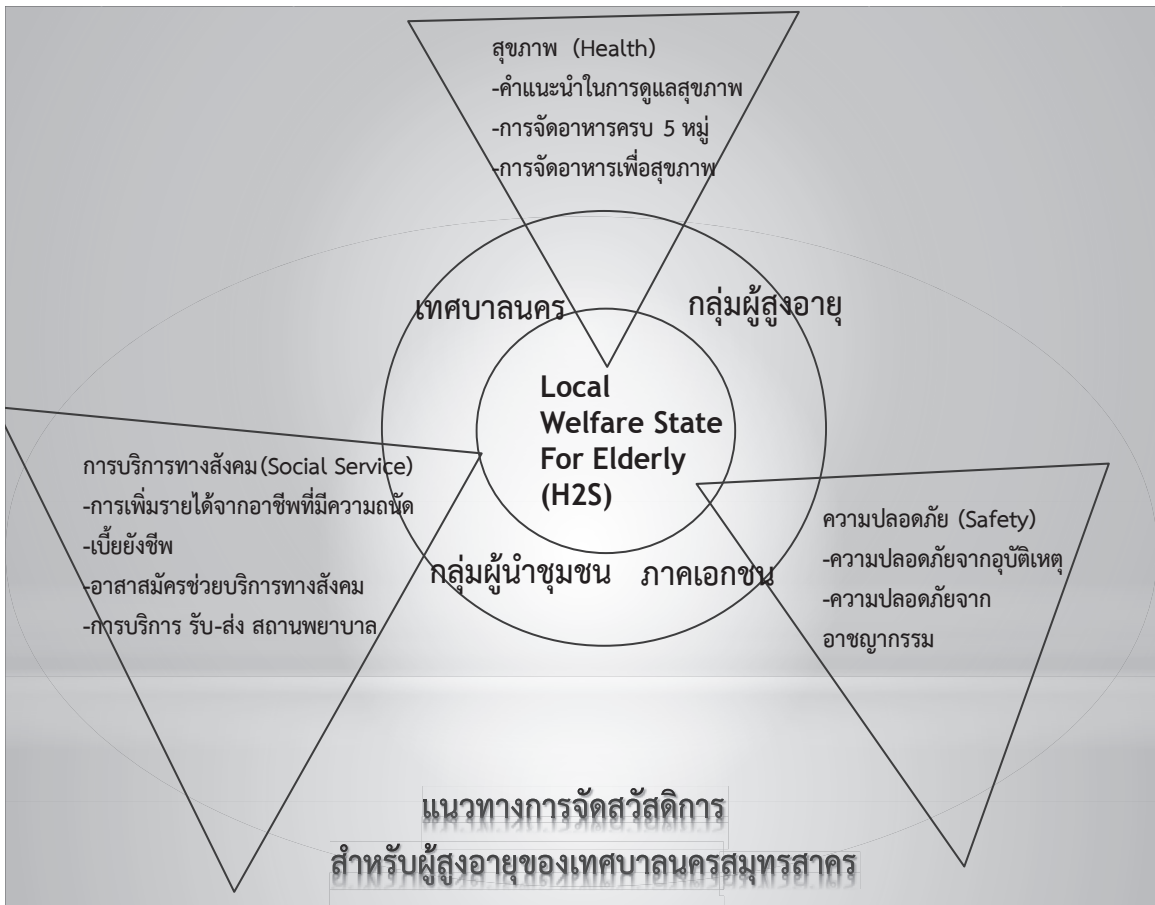 สุขภาพ (Health)
-คำแนะนำในการดูแลสุขภาพ
-การจัดอาหารครบ 5 หมู่
-การจัดอาหารเพื่อสุขภาพ
เทศบาลนคร
กลุ่มผู้สูงอายุ
Local
Welfare State
For Elderly
(H2S)
การบริการทางสังคม(Social Service)
-การเพิ่มรายได้จากอาชีพที่มีความถนัด
-เบี้ยยังชีพ
-อาสาสมัครช่วยบริการทางสังคม
-การบริการ รับ-ส่ง สถานพยาบาล
กลุ่มผู้นำชุมชน
ภาคเอกชน
ความปลอดภัย (Safety)
-ความปลอดภัยจากอุบัติเหตุ
-ความปลอดภัยจาก
อาชญากรรม
แนวทางการจัดสวัสดิการ
สำหรับผู้สูงอายุของเทศบาลนครสมุทรสาคร